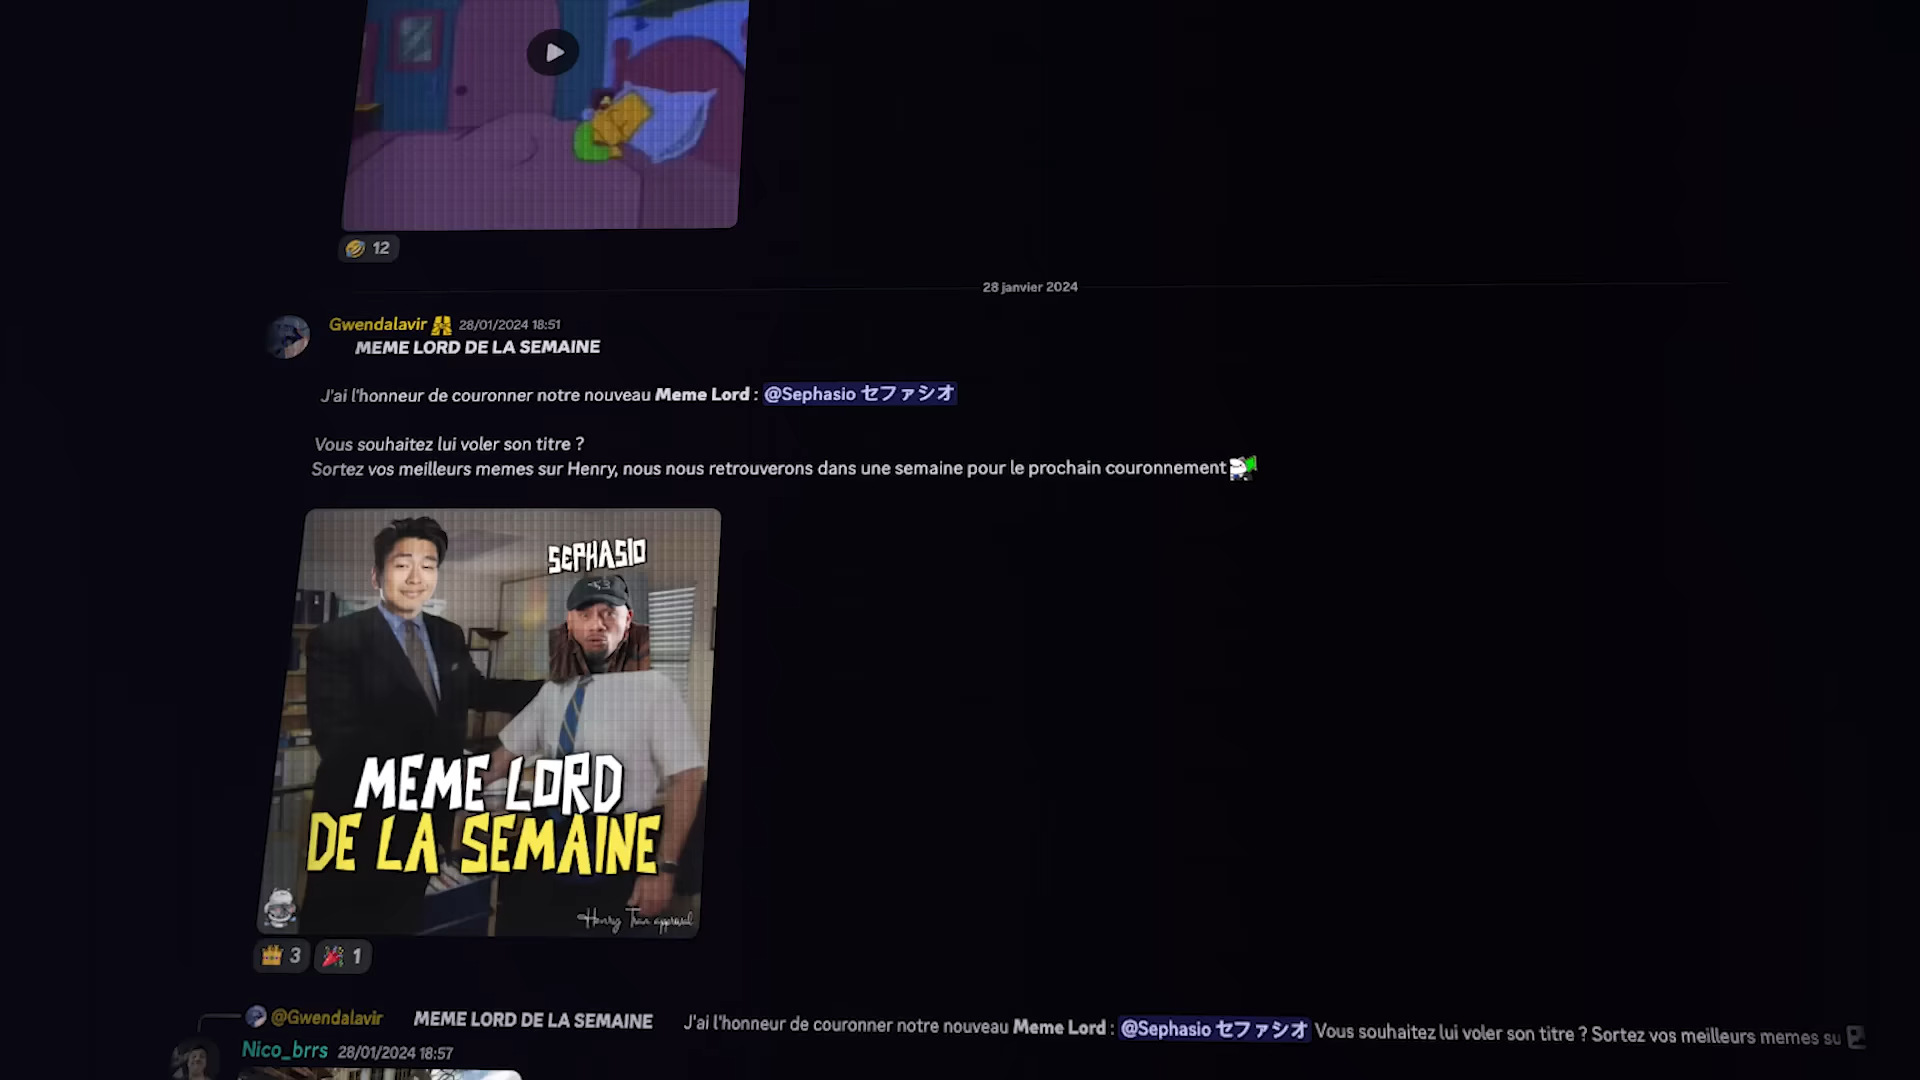 12
28 janvier 2024
Gwendalavir 28/01/2024 18:51
MEME LORD DE LA SEMAINE
J'ai l'honneur de couronner notre nouveau Meme Lord : @Sephasio セファシオ
Vous souhaitez lui voler son titre ?
Sortez vos meilleurs memes sur Henry, nous nous retrouverons dans une semaine pour le prochain couronnement
SEPHASIO
MEME LORD
DE LA SEMAINE
Henry Tran approval
3 1
@Gwendalavir MEME LORD DE LA SEMAINE J'ai l'honneur de couronner notre nouveau Meme Lord : @Sephasio セファシオ Vous souhaitez lui voler son titre ? Sortez vos meilleurs memes su
Nico_brrs 28/01/2024 18:57